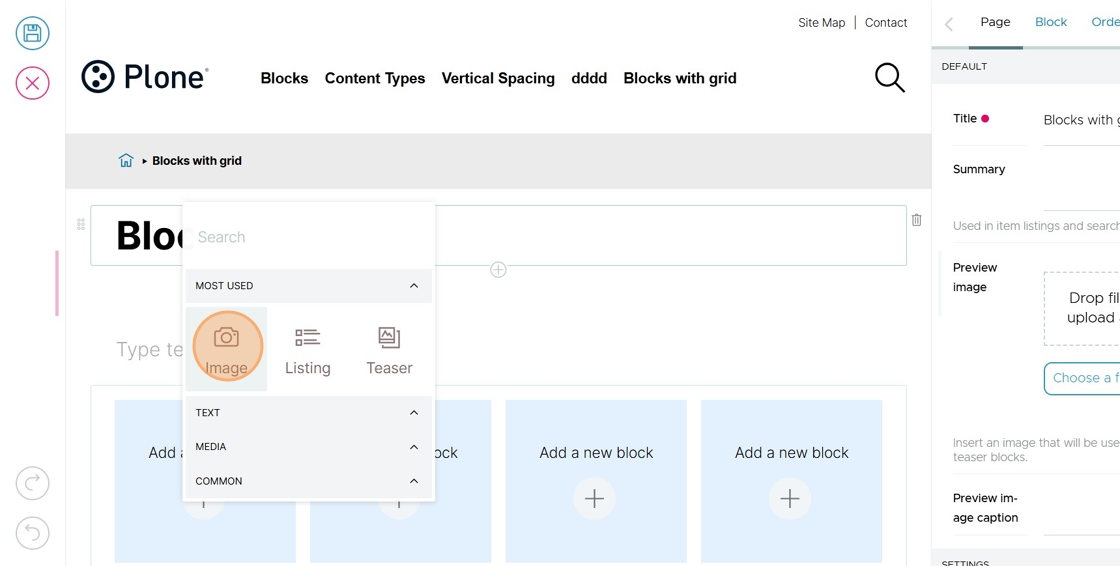 Site Map | Contact
Page Block Orde
Plone®
Blocks Content Types Vertical Spacing dddd Blocks with grid
DEFAULT
Title
Blocks with g
Blocks with grid
Summary
Bloc
Search
Used in item listings and search
MOST USED
Preview
image
Drop fil
upload a
Image Listing Teaser
Type te
Choose a f
TEXT
MEDIA
COMMON
Add a
ock
Add a new block
Add a new block
Insert an image that will be use
teaser blocks.
Preview im-
age caption
SETTINGS